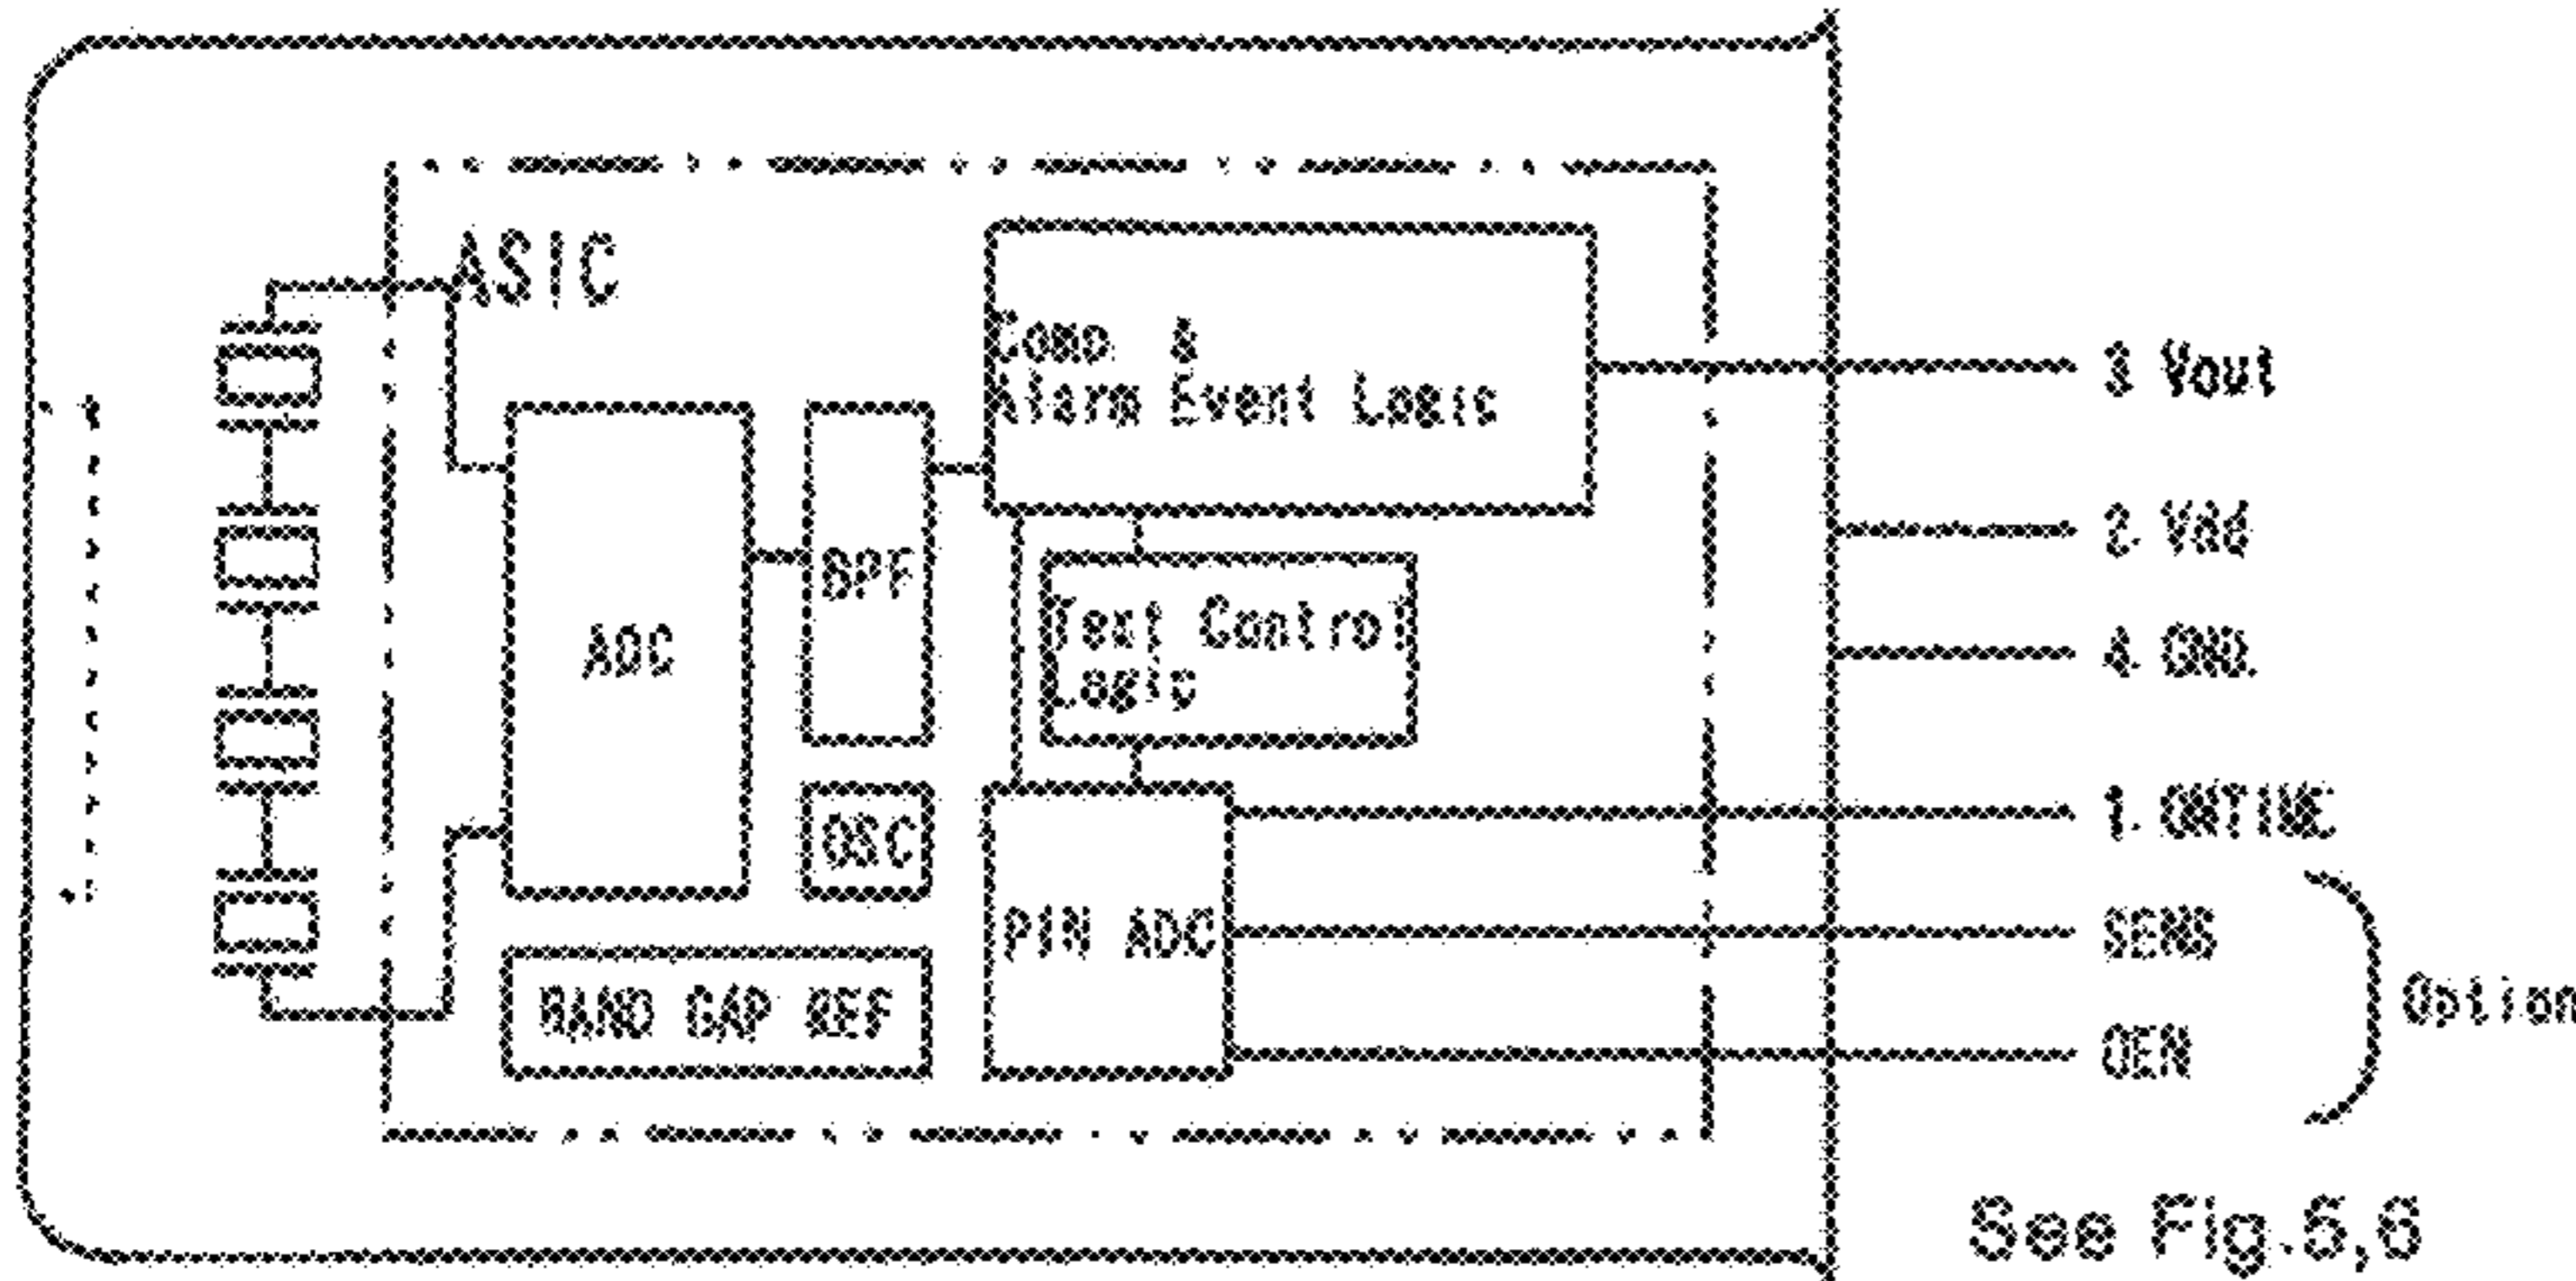 ASIC
Comp. &
Alarm Event Logic
3 Vout
BPF
2. Vdd
Text Control
Logic
ADC
4. GND.
OSC
1. ONTIME
PIN ADC
SENS
BAND GAP REF
Option
OEN
See Fig.5,6